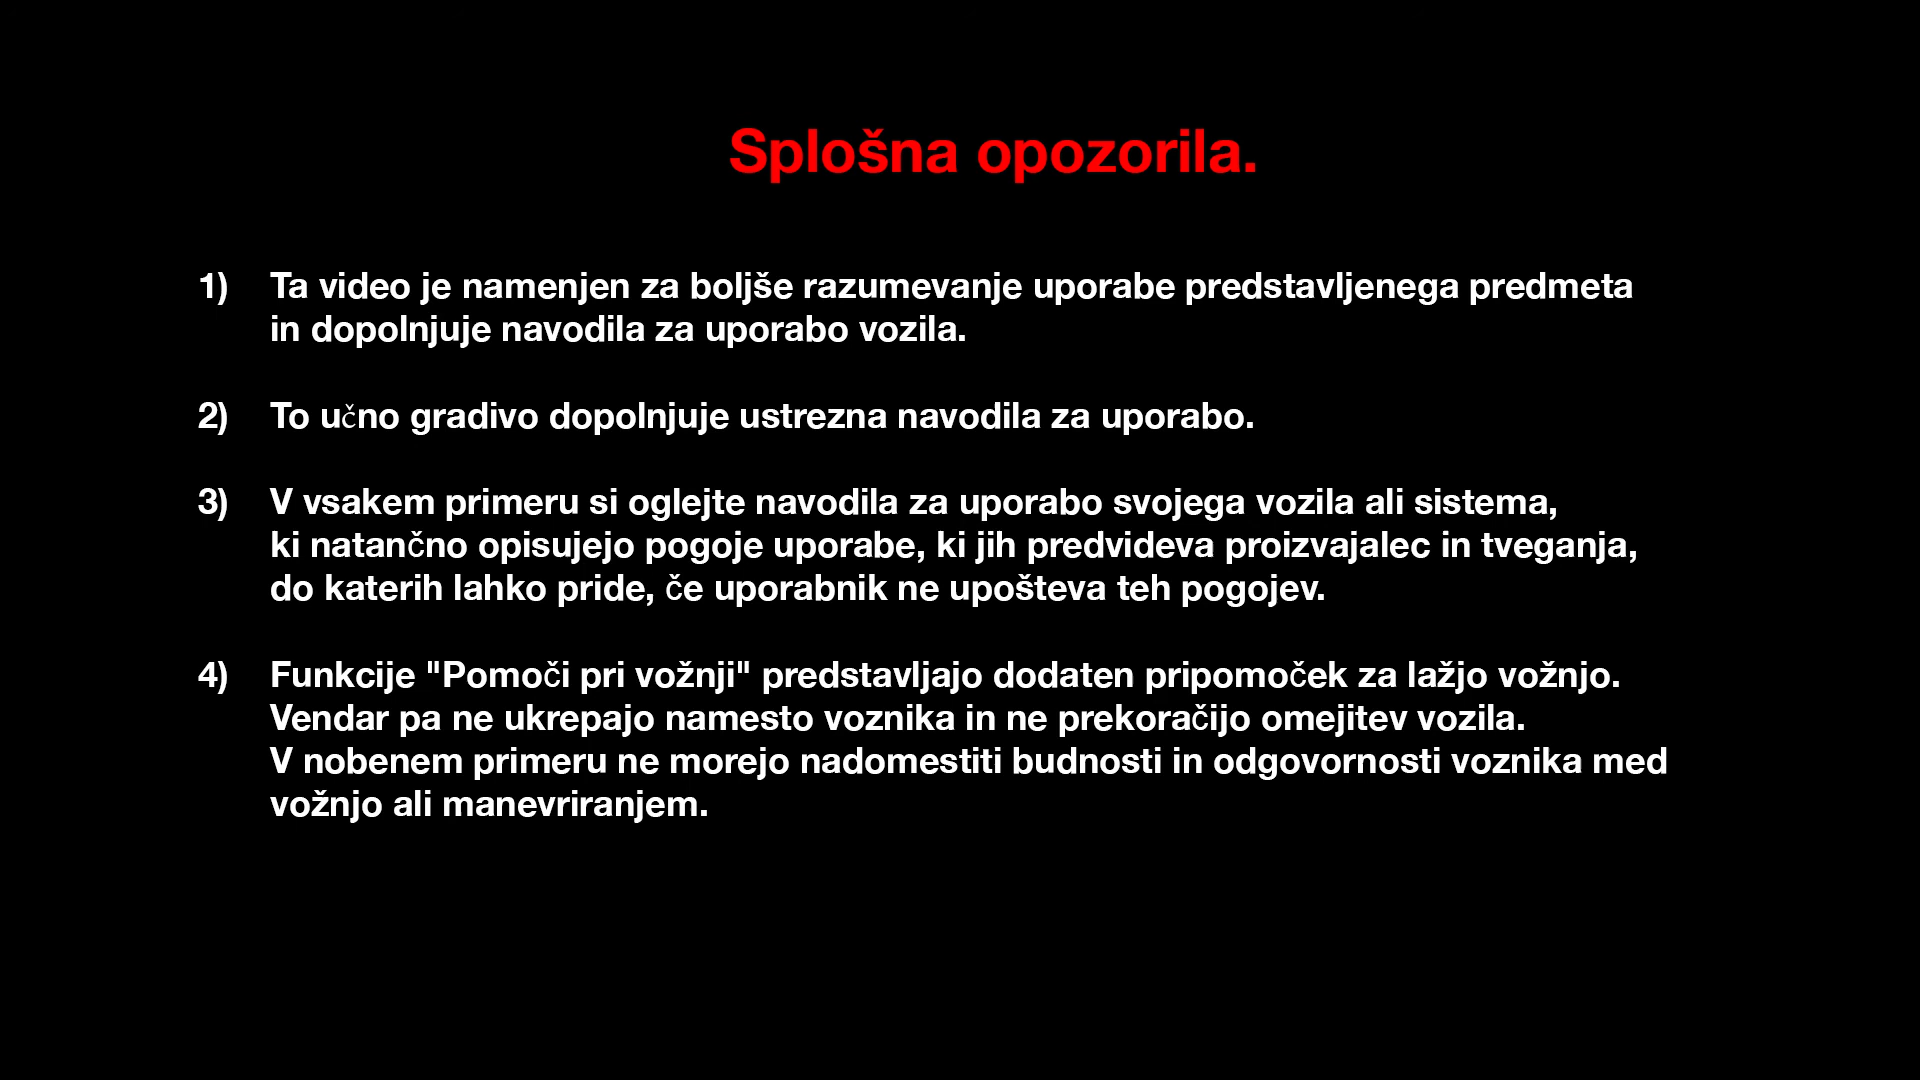 Splošna opozorila.
1) Ta video je namenjen za boljše razumevanje uporabe predstavljenega predmeta
in dopolnjuje navodila za uporabo vozila.
2) To učno gradivo dopolnjuje ustrezna navodila za uporabo.
3) V vsakem primeru si oglejte navodila za uporabo svojega vozila ali sistema,
ki natančno opisujejo pogoje uporabe, ki jih predvideva proizvajalec in tveganja,
do katerih lahko pride, če uporabnik ne upošteva teh pogojev.
4) Funkcije "Pomoči pri vožnji" predstavljajo dodaten pripomoček za lažjo vožnjo.
Vendar pa ne ukrepajo namesto voznika in ne prekoračijo omejitev vozila.
V nobenem primeru ne morejo nadomestiti budnosti in odgovornosti voznika med
vožnjo ali manevriranjem.